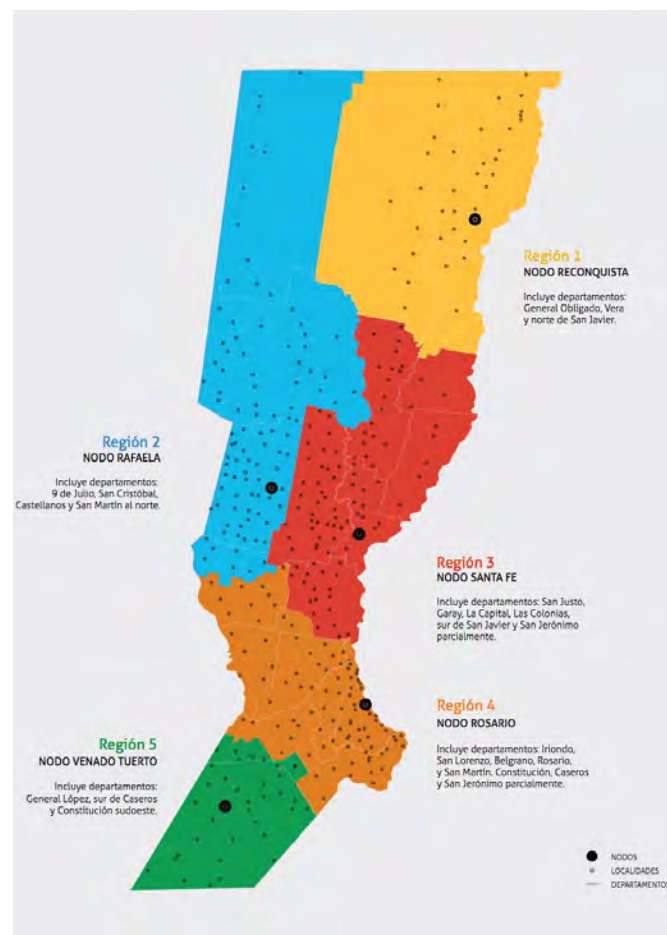 Región 1
NODO RECONQUISTA
Incluye departamentos:
General Obligado, Vera
y norte de San Javier.
Región 2
NODO RAFAELA
Incluye departamentos:
9 de Julio, San Cristóbal,
Castellanos y San Martín al norte.
Región 3
NODO SANTA FE
Incluye departamentos: San Justo,
Garay, La Capital, Las Colonias,
sur de San Javier y San Jerónimo
parcialmente.
Región 4
NODO ROSARIO
Incluye departamentos: Iriondo,
San Lorenzo, Belgrano, Rosario,
y San Martín. Constitución, Caseros
y San Jerónimo parcialmente.
Región 5
NODO VENADO TUERTO
Incluye departamentos:
General López, sur de Caseros
y Constitución sudoeste.
NODOS
LOCALIDADES
DEPARTAMENTOS